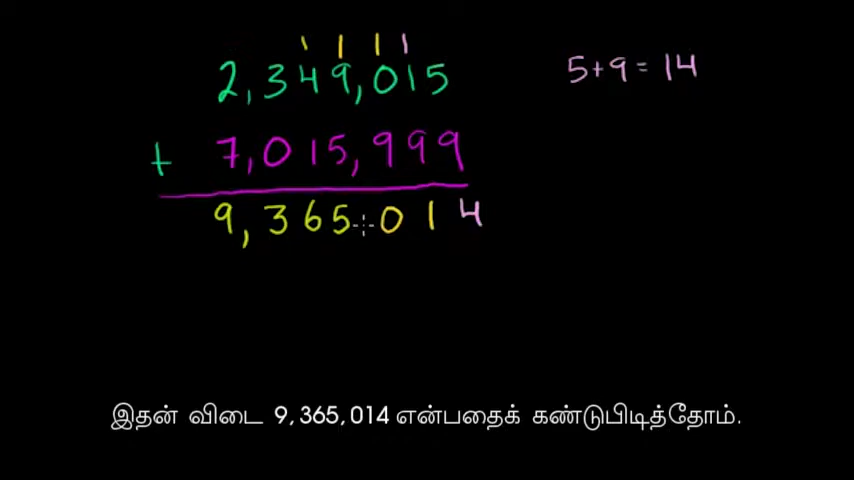 1 1 1 1
2,349,015
5+9=14
+ 7,015,999
9,365 014
இதன் விடை 9,365,014 என்பதைக் கண்டுபிடித்தோம்.